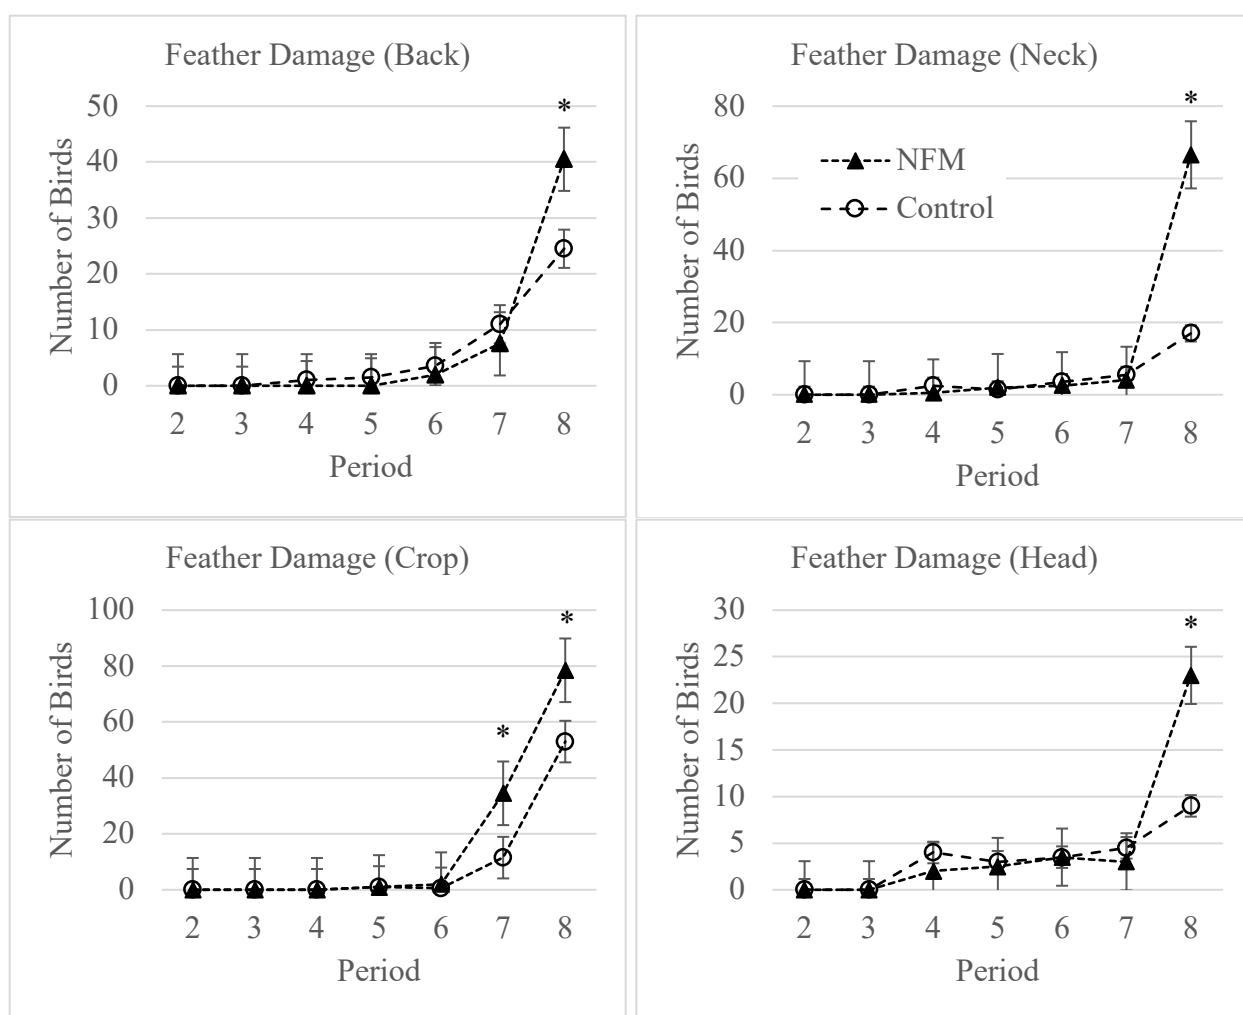 Feather Damage (Back)
*
50
40
30
20
10
0
Number of Birds
2 3 4 5 6 7 8
Period
Feather Damage (Neck)
*
80
60
40
20
0
Number of Birds
NFM
Control
2 3 4 5 6 7 8
Period
Feather Damage (Crop)
*
*
100
80
60
40
20
0
Number of Birds
2 3 4 5 6 7 8
Period
Feather Damage (Head)
*
30
25
20
15
10
5
0
Number of Birds
2 3 4 5 6 7 8
Period